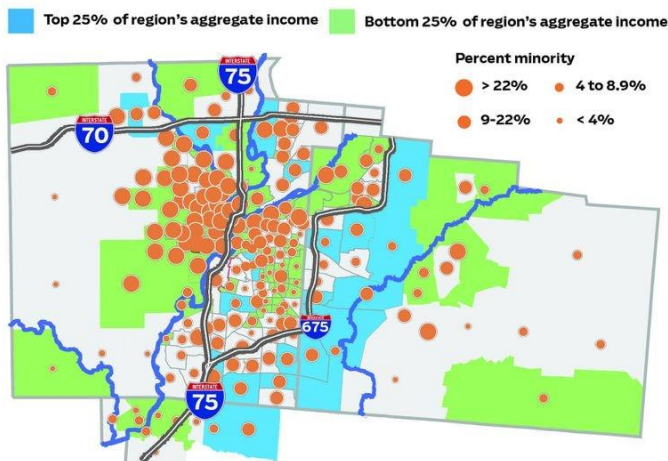 Top 25% of region's aggregate income
Bottom 25% of region's aggregate income
Percent minority
> 22%
4 to 8.9%
9-22%
< 4%
INTERSTATE
75
INTERSTATE
70
INTERSTATE
675
INTERSTATE
75